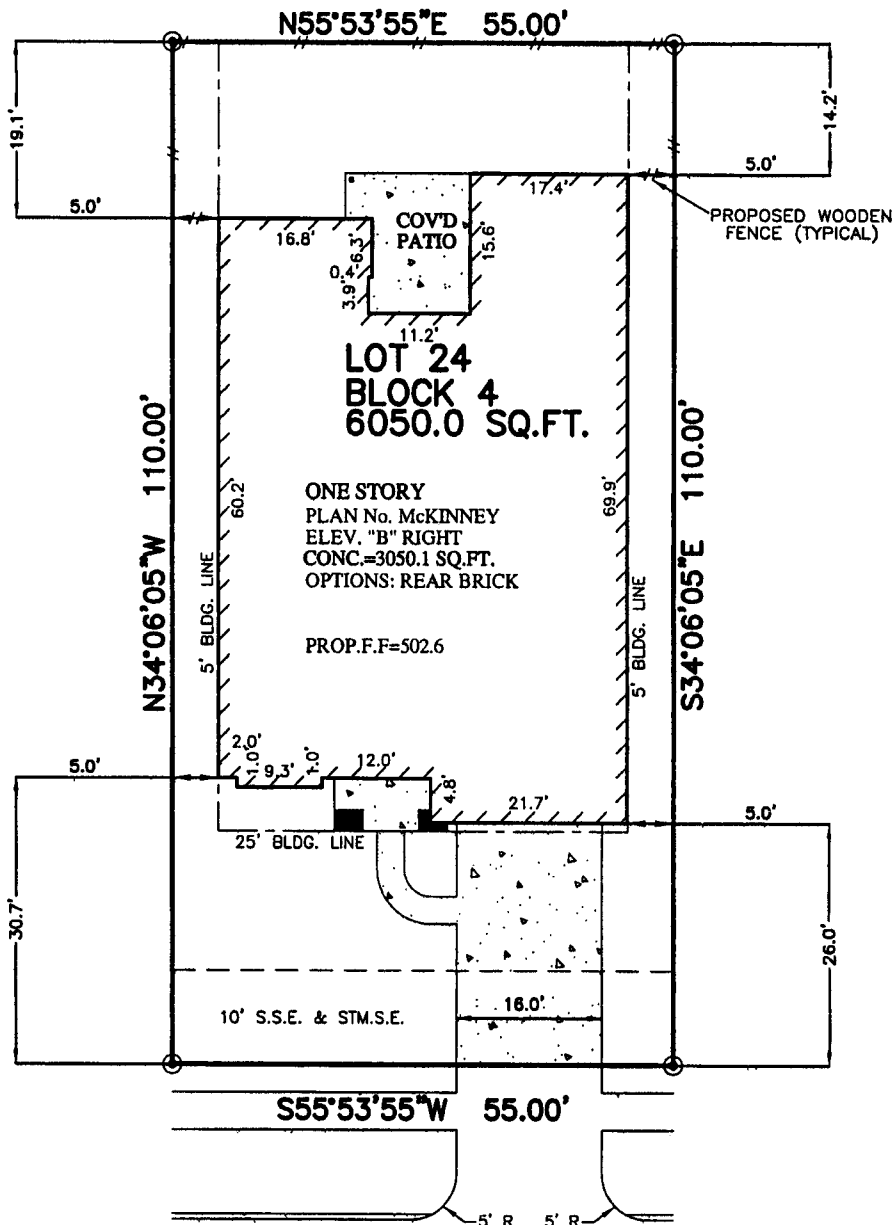 N55°53'55"E 55.00'
19.1'
14.2'
5.0'
5.0'
17.4'
PROPOSED WOODEN
FENCE (TYPICAL)
16.8'
COV'D
PATIO
6.3'
15.6'
0.4'
3.9'
11.2'
LOT 24
BLOCK 4
6050.0 SQ.FT.
N34°06'05"W 110.00'
S34°06'05"E 110.00'
60.2'
69.9'
ONE STORY
PLAN No. McKINNEY
ELEV. "B" RIGHT
CONC.=3050.1 SQ.FT.
OPTIONS: REAR BRICK
PROP.F.F=502.6
5' BLDG. LINE
5' BLDG. LINE
2.0'
1.0'
9.3'
1.0'
12.0'
4.8'
21.7'
5.0'
5.0'
25' BLDG. LINE
30.7'
26.0'
16.0'
10' S.S.E. & STM.S.E.
S55°53'55"W 55.00'
5' R
5' R